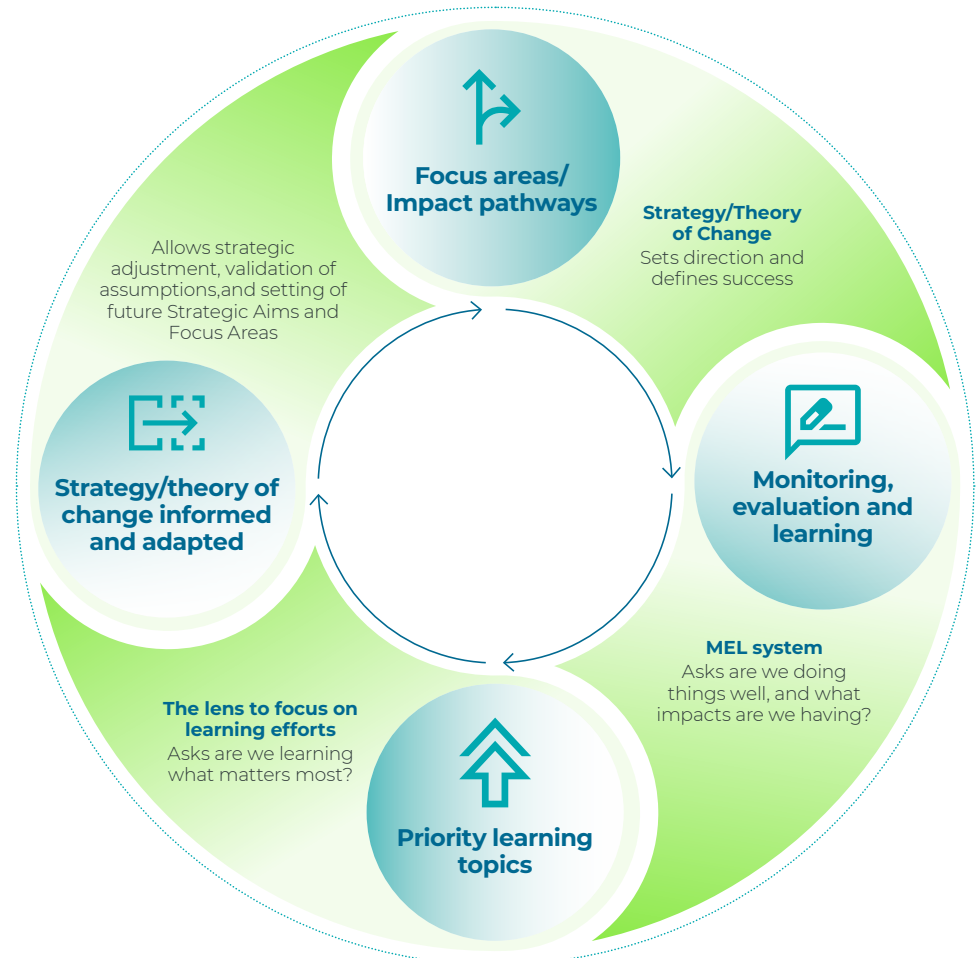 Focus areas/
Impact pathways
Strategy/Theory
of Change
Sets direction and
defines success
Monitoring,
evaluation and
learning
MEL system
Asks are we doing
things well, and what
impacts are we having?
Priority learning
topics
The lens to focus on
learning efforts
Asks are we learning
what matters most?
Strategy/theory of
change informed
and adapted
Allows strategic
adjustment, validation of
assumptions,and setting of
future Strategic Aims and
Focus Areas